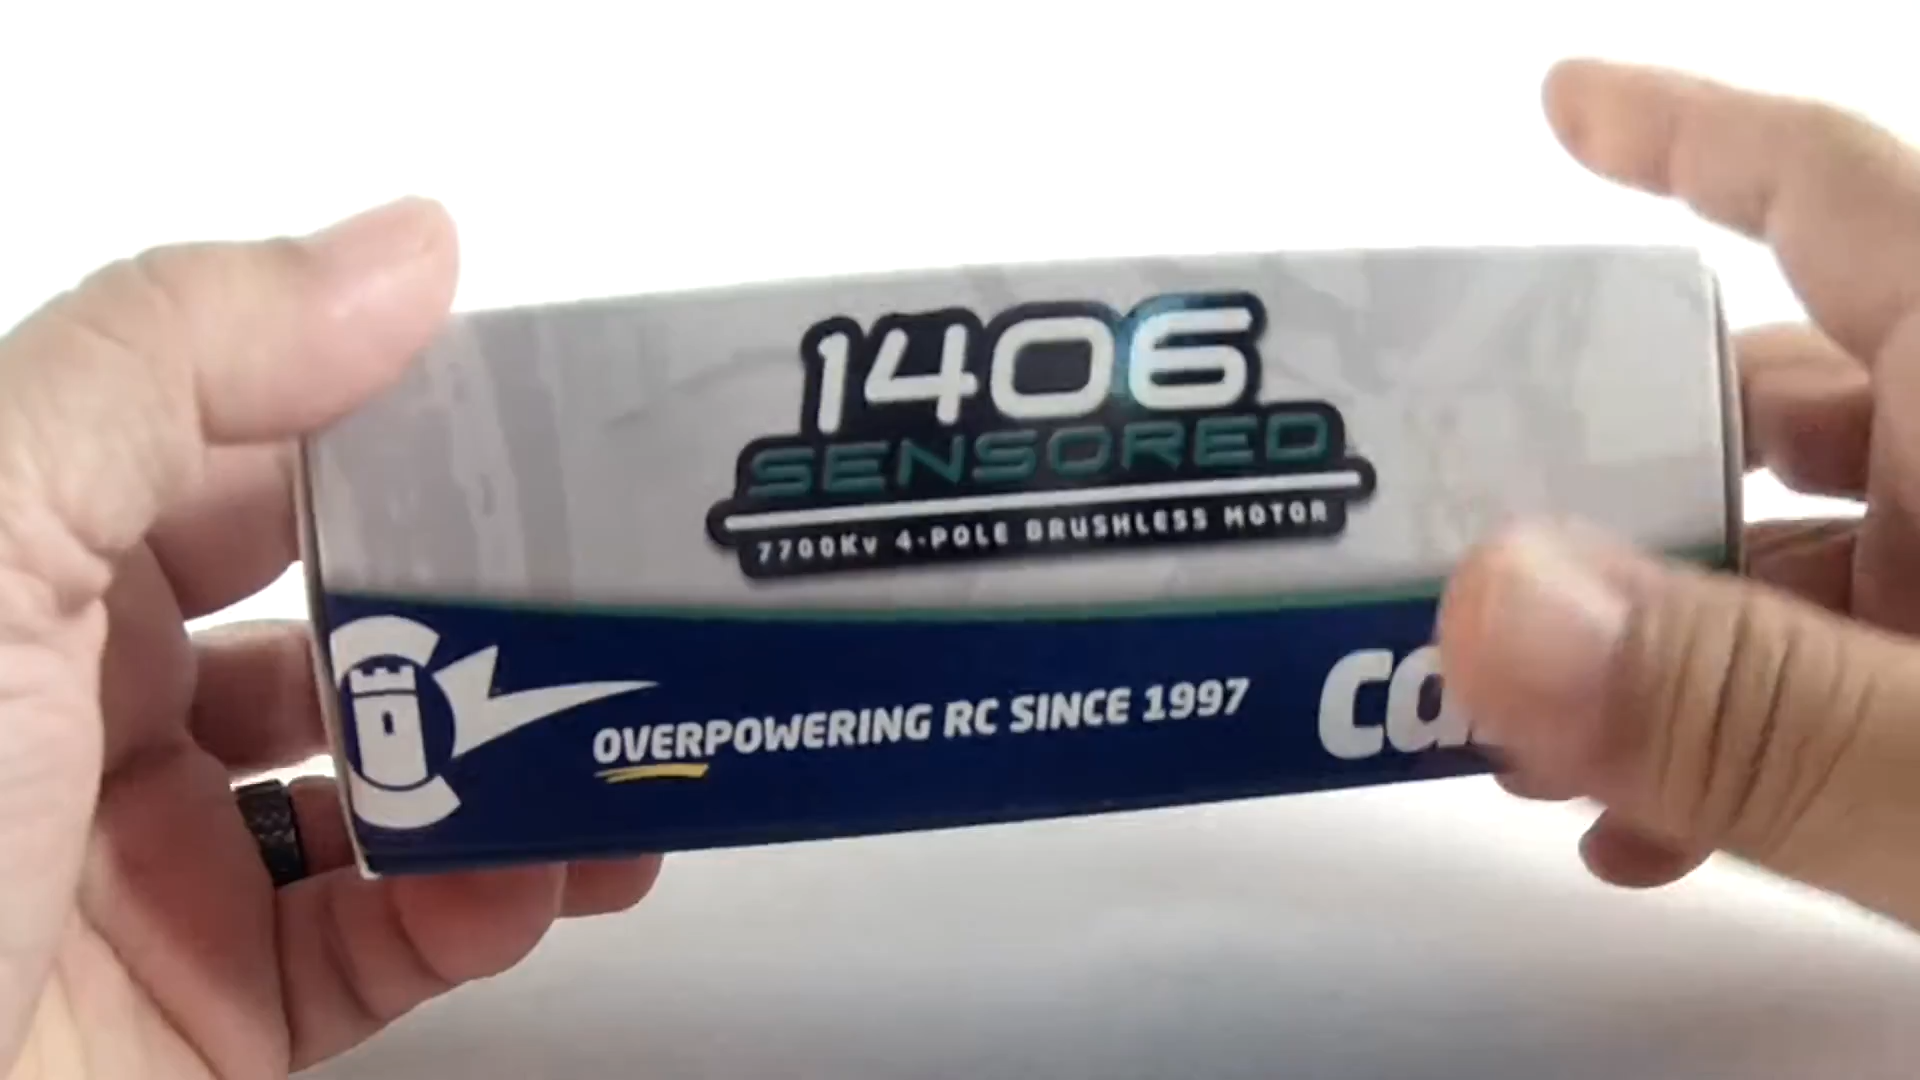 1406
SENSORED
7700Kv 4-POLE BRUSHLESS MOTOR
OVERPOWERING RC SINCE 1997